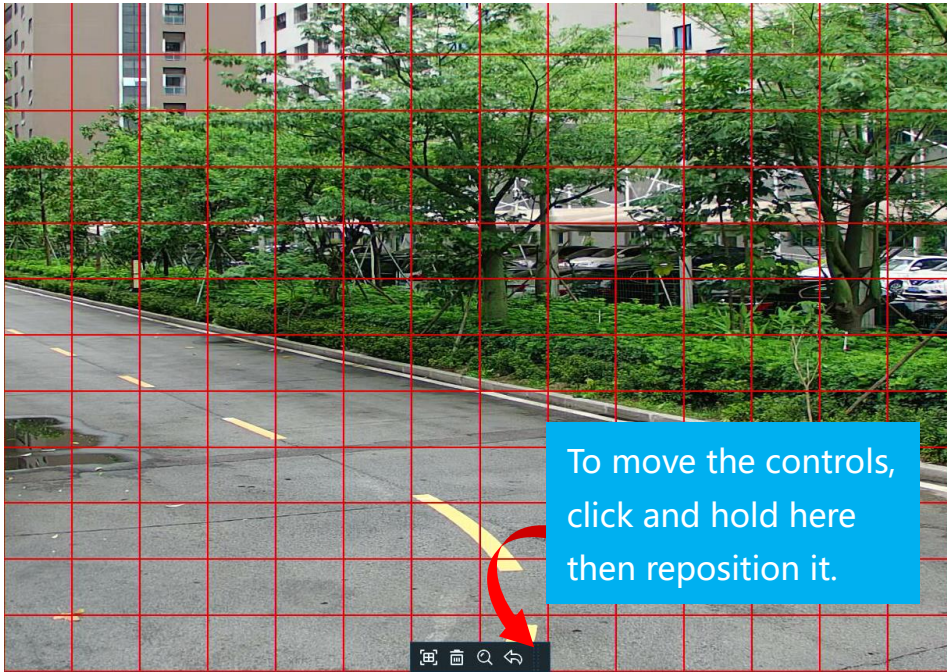 To move the controls,
click and hold here
then reposition it.